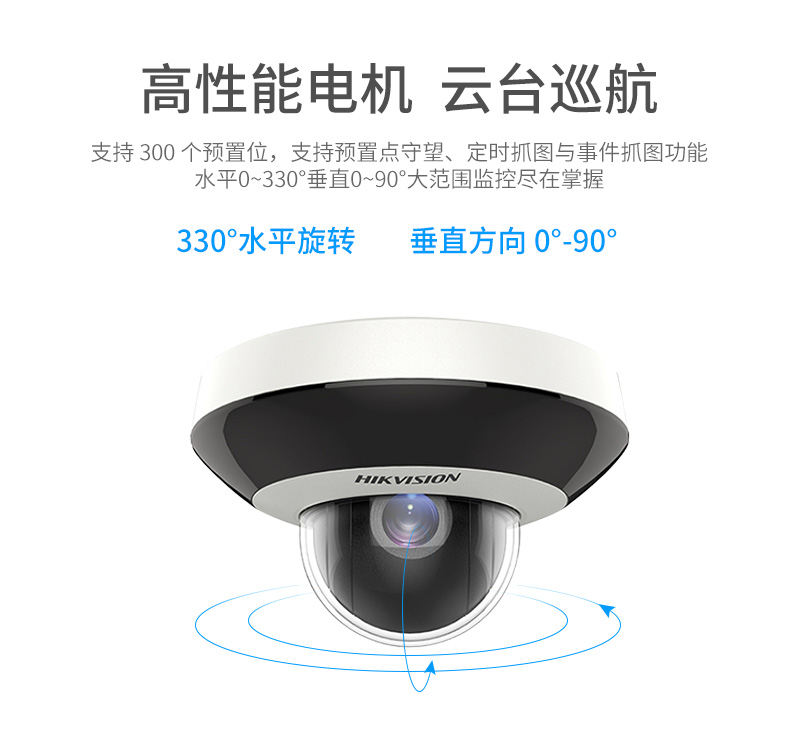 高性能电机 云台巡航
支持 300 个预置位，支持预置点守望、定时抓图与事件抓图功能
水平0~330°垂直0~90°大范围监控尽在掌握
330°水平旋转 垂直方向 0°-90°
HIKVISION